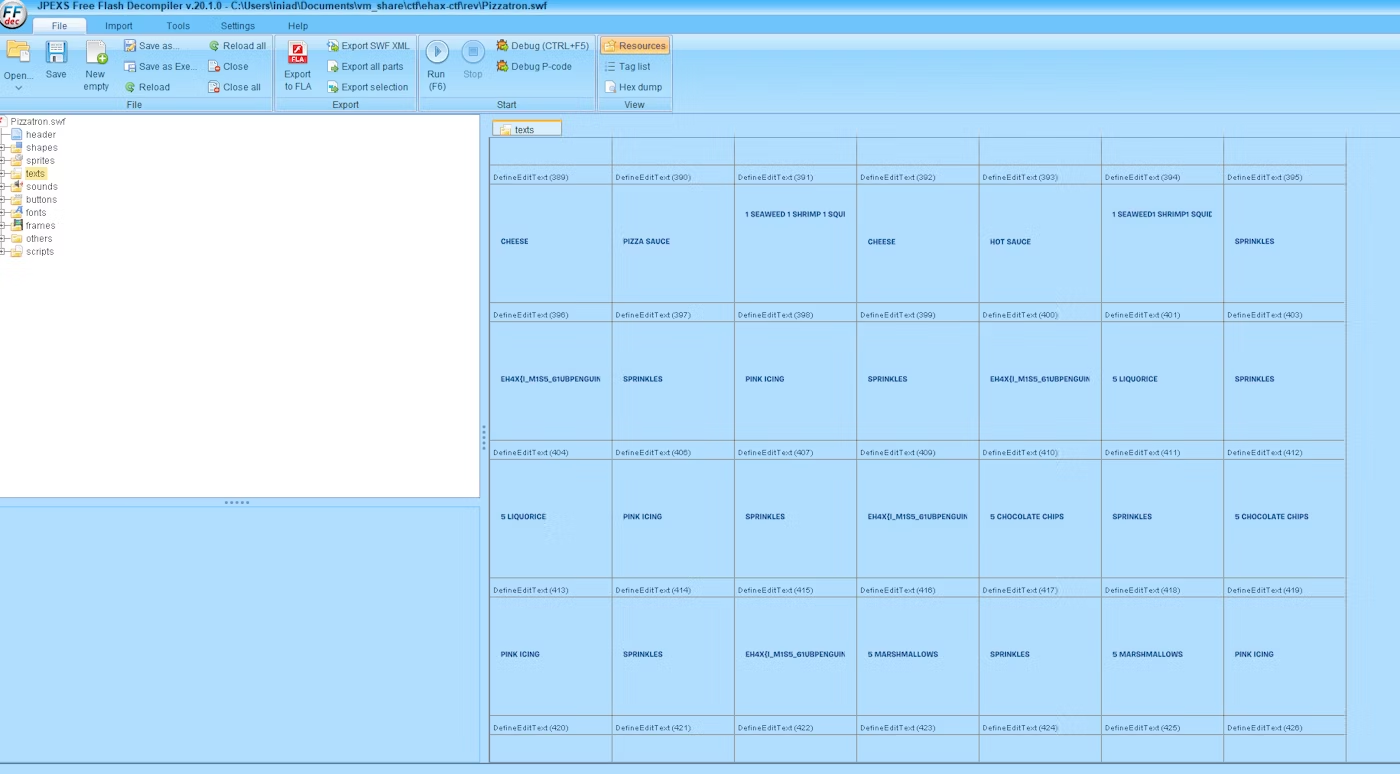 JPEXS Free Flash Decompiler v.20.1.0 - C:\Users\iniad\Documents\vm_share\ctf\ehax-ctf\rev\Pizzatron.swf
FF
dec
File Import Tools Settings Help
Open... Save New empty
Save as... Reload all
Save as Exe... Close
Reload Close all
File
Export to FLA
Export SWF XML
Export all parts
Export selection
Export
Run (F6) Stop
Debug (CTRL+F5)
Debug P-code
Start
Resources
Tag list
Hex dump
View
Pizzatron.swf
header
shapes
sprites
texts
sounds
buttons
fonts
frames
others
scripts
texts
DefineEditText (389) DefineEditText (390) DefineEditText (391) DefineEditText (392) DefineEditText (393) DefineEditText (394) DefineEditText (395)
CHEESE PIZZA SAUCE 1 SEAWEED 1 SHRIMP 1 SQUI CHEESE HOT SAUCE 1 SEAWEED1 SHRIMP1 SQUID SPRINKLES
DefineEditText (396) DefineEditText (397) DefineEditText (398) DefineEditText (399) DefineEditText (400) DefineEditText (401) DefineEditText (403)
EH4X{I_M1S5_61UBPENGUIN SPRINKLES PINK ICING SPRINKLES EH4X{I_M1S5_61UBPENGUIN 5 LIQUORICE SPRINKLES
DefineEditText (404) DefineEditText (406) DefineEditText (407) DefineEditText (409) DefineEditText (410) DefineEditText (411) DefineEditText (412)
5 LIQUORICE PINK ICING SPRINKLES EH4X{I_M1S5_61UBPENGUIN 5 CHOCOLATE CHIPS SPRINKLES 5 CHOCOLATE CHIPS
DefineEditText (413) DefineEditText (414) DefineEditText (415) DefineEditText (416) DefineEditText (417) DefineEditText (418) DefineEditText (419)
PINK ICING SPRINKLES EH4X{I_M1S5_61UBPENGUIN 5 MARSHMALLOWS SPRINKLES 5 MARSHMALLOWS PINK ICING
DefineEditText (420) DefineEditText (421) DefineEditText (422) DefineEditText (423) DefineEditText (424) DefineEditText (425) DefineEditText (426)